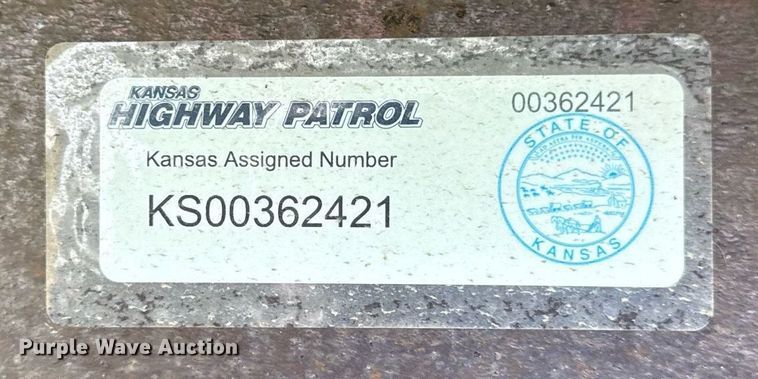 KANSAS
HIGHWAY PATROL
00362421
Kansas Assigned Number
KS00362421
STATE OF
KANSAS
Purple Wave Auction